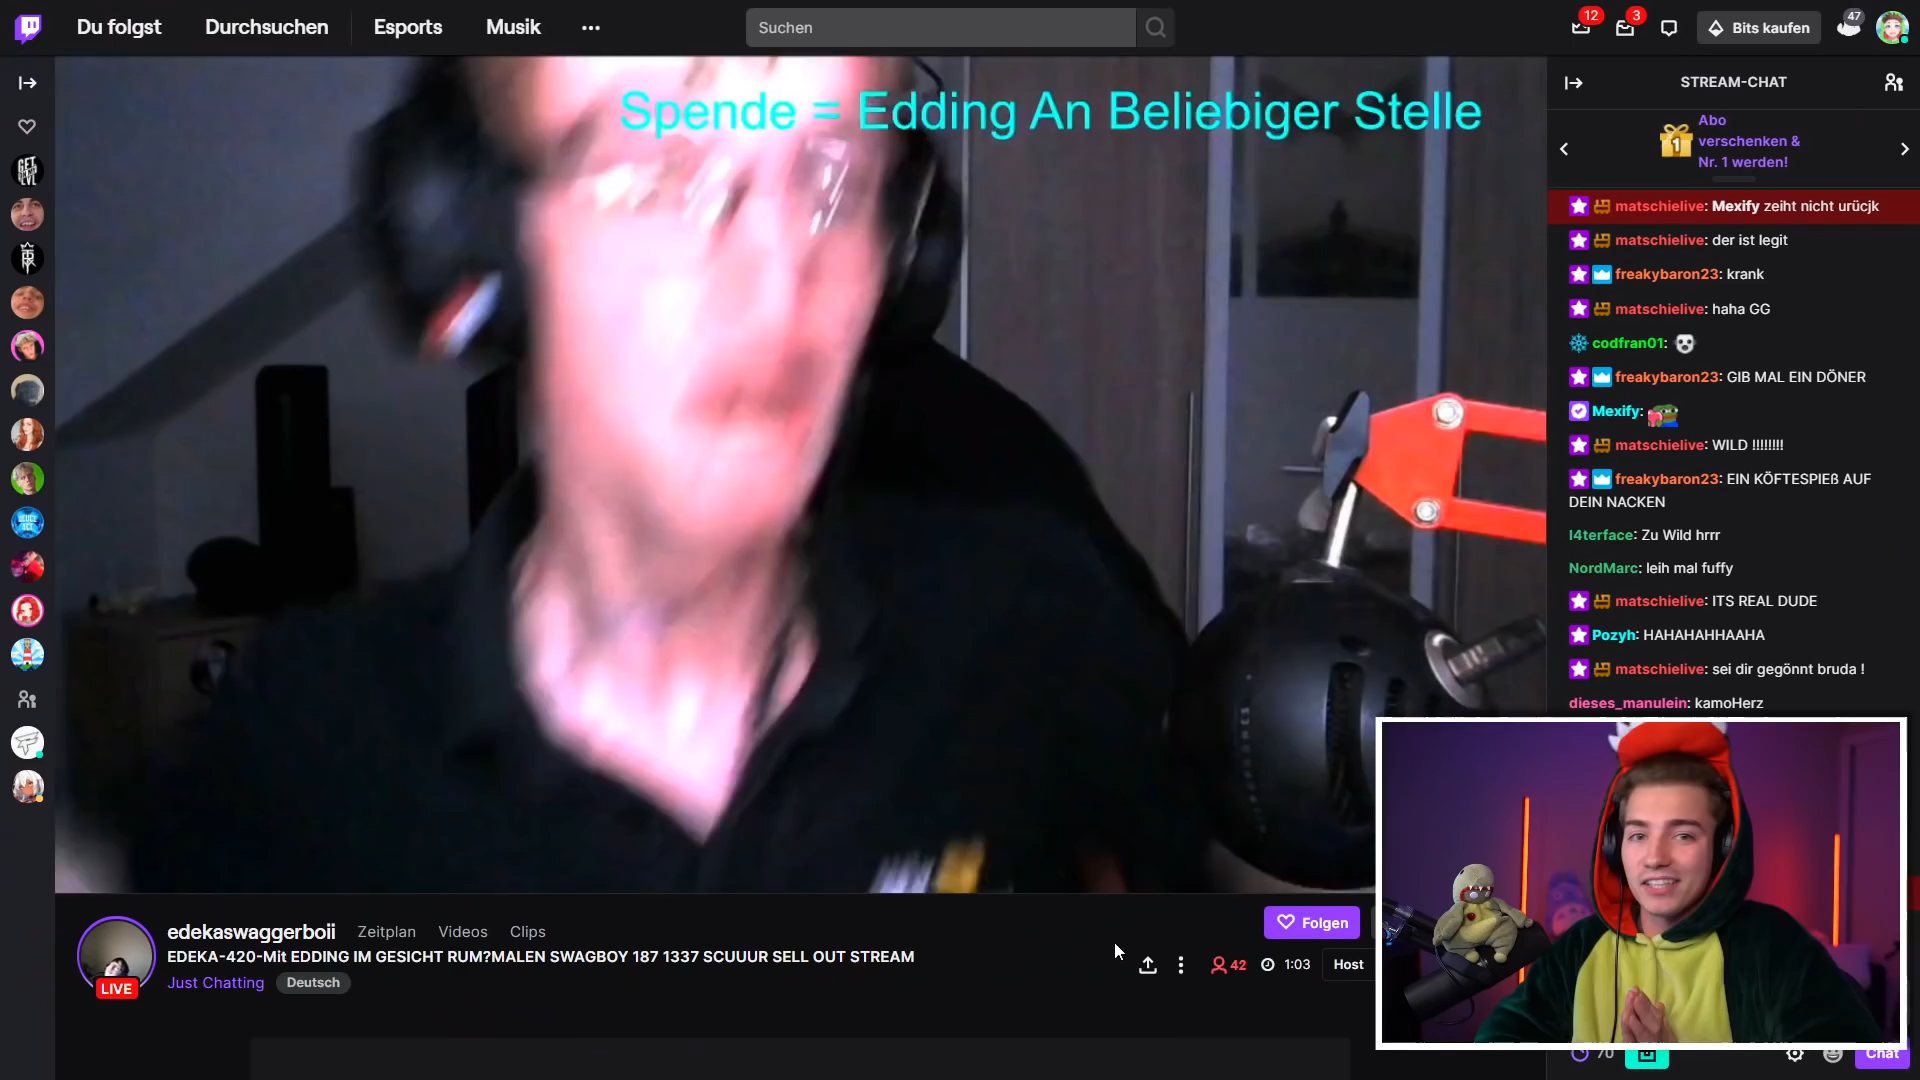 Du folgst
Durchsuchen
Esports
Musik
Suchen
12
3
Bits kaufen
47
Spende = Edding An Beliebiger Stelle
STREAM-CHAT
Abo
verschenken &
Nr. 1 werden!
1
matschielive: Mexify zeiht nicht urücjk
matschielive: der ist legit
freakybaron23: krank
matschielive: haha GG
codfran01:
freakybaron23: GIB MAL EIN DÖNER
Mexify:
matschielive: WILD !!!!!!!!
freakybaron23: EIN KÖFTESPIEß AUF
DEIN NACKEN
l4terface: Zu Wild hrrr
NordMarc: leih mal fuffy
matschielive: ITS REAL DUDE
Pozyh: HAHAHAHHAAHA
matschielive: sei dir gegönnt bruda !
dieses_manulein: kamoHerz
edekaswaggerboii
Zeitplan
Videos
Clips
Folgen
EDEKA-420-Mit EDDING IM GESICHT RUM?MALEN SWAGBOY 187 1337 SCUUUR SELL OUT STREAM
LIVE
Just Chatting
Deutsch
42
1:03
Host
70
Chat